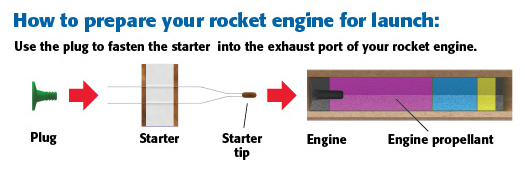 How to prepare your rocket engine for launch:
Use the plug to fasten the starter into the exhaust port of your rocket engine.
Plug
Starter
Starter
tip
Engine
Engine propellant